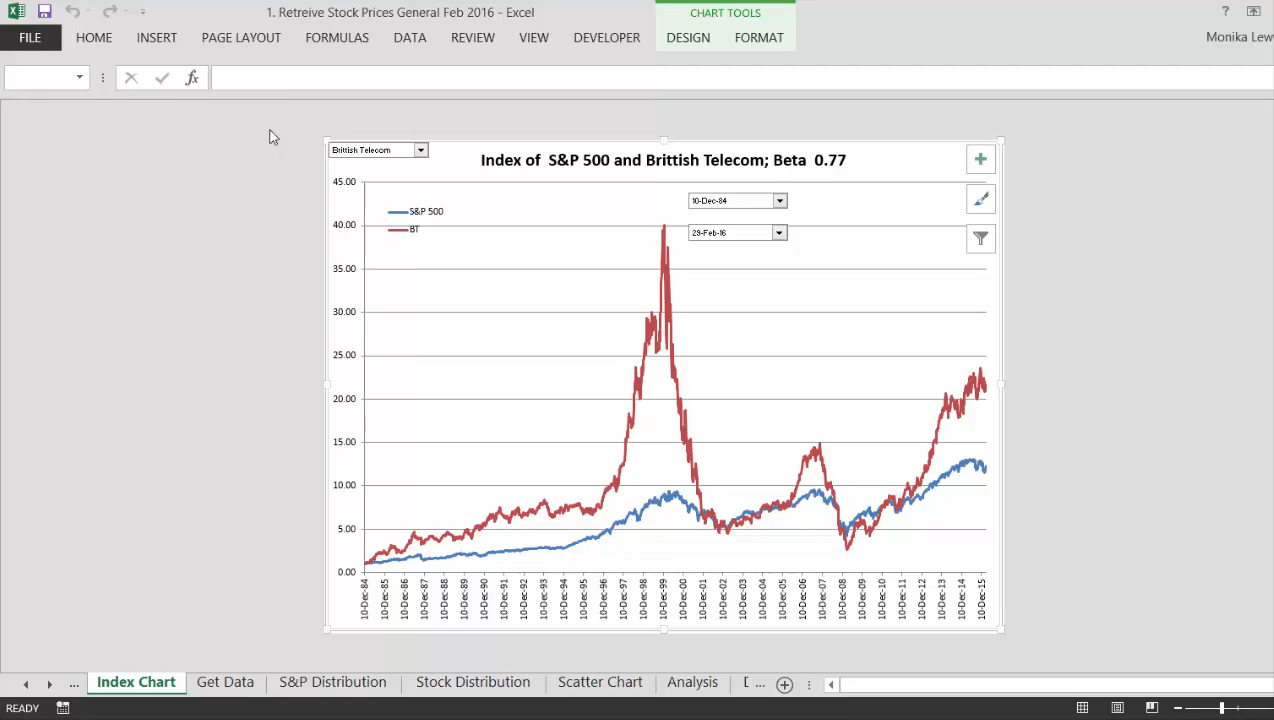 1. Retreive Stock Prices General Feb 2016 - Excel
CHART TOOLS
?
FILE HOME INSERT PAGE LAYOUT FORMULAS DATA REVIEW VIEW DEVELOPER DESIGN FORMAT
Monika Lew
fx
Brittish Telecom
Index of S&P 500 and Brittish Telecom; Beta 0.77
45.00
40.00
35.00
30.00
25.00
20.00
15.00
10.00
5.00
0.00
S&P 500
BT
10-Dec-84
29-Feb-16
10-Dec-84
10-Dec-85
10-Dec-86
10-Dec-87
10-Dec-88
10-Dec-89
10-Dec-90
10-Dec-91
10-Dec-92
10-Dec-93
10-Dec-94
10-Dec-95
10-Dec-96
10-Dec-97
10-Dec-98
10-Dec-99
10-Dec-00
10-Dec-01
10-Dec-02
10-Dec-03
10-Dec-04
10-Dec-05
10-Dec-06
10-Dec-07
10-Dec-08
10-Dec-09
10-Dec-10
10-Dec-11
10-Dec-12
10-Dec-13
10-Dec-14
10-Dec-15
... Index Chart Get Data S&P Distribution Stock Distribution Scatter Chart Analysis ...
READY